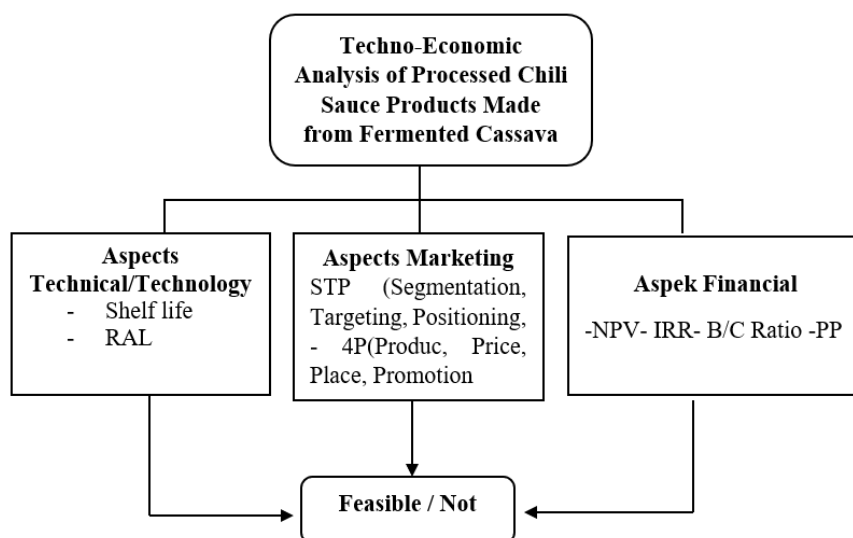 Techno-Economic
Analysis of Processed Chili
Sauce Products Made
from Fermented Cassava
Aspects
Technical/Technology
- Shelf life
- RAL
Aspects Marketing
STP (Segmentation,
Targeting, Positioning,
- 4P(Produc, Price,
Place, Promotion
Aspek Financial
-NPV- IRR- B/C Ratio -PP
Feasible / Not